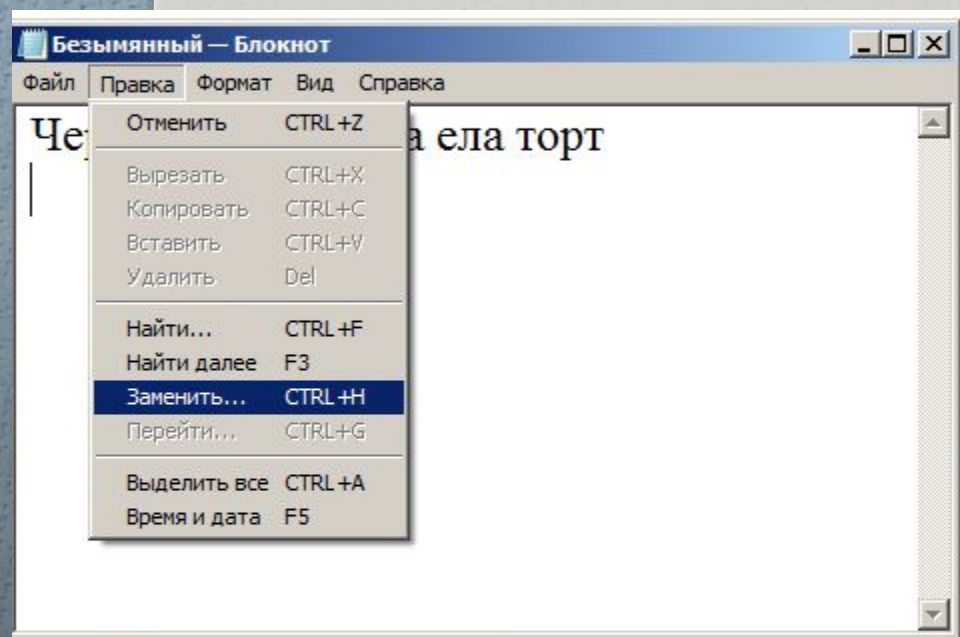 Безымянный — Блокнот
Файл Правка Формат Вид Справка
ела торт
Отменить CTRL+Z
Вырезать CTRL+X
Копировать CTRL+C
Вставить CTRL+V
Удалить Del
Найти... CTRL+F
Найти далее F3
Заменить... CTRL+H
Перейти... CTRL+G
Выделить все CTRL+A
Время и дата F5